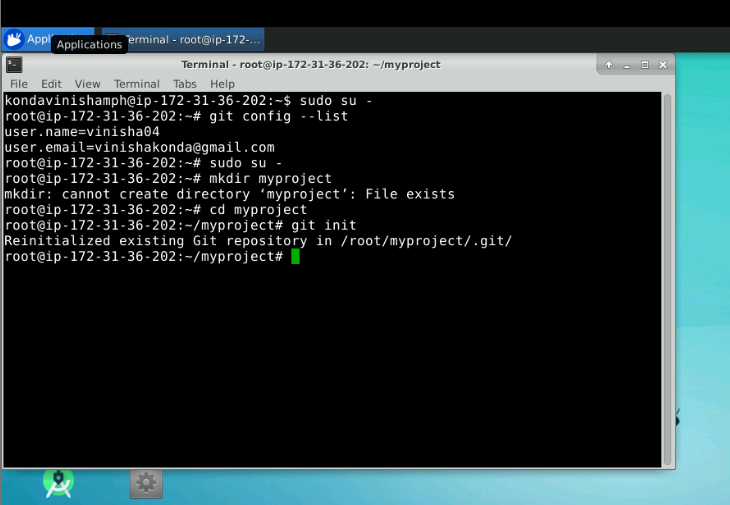 Appl
Terminal - root@ip-172-...
Applications
Terminal - root@ip-172-31-36-202: ~/myproject
File Edit View Terminal Tabs Help
kondavinishamph@ip-172-31-36-202:~$ sudo su -
root@ip-172-31-36-202:~# git config --list
user.name=vinisha04
user.email=vinishakonda@gmail.com
root@ip-172-31-36-202:~# sudo su -
root@ip-172-31-36-202:~# mkdir myproject
mkdir: cannot create directory ‘myproject’: File exists
root@ip-172-31-36-202:~# cd myproject
root@ip-172-31-36-202:~/myproject# git init
Reinitialized existing Git repository in /root/myproject/.git/
root@ip-172-31-36-202:~/myproject#